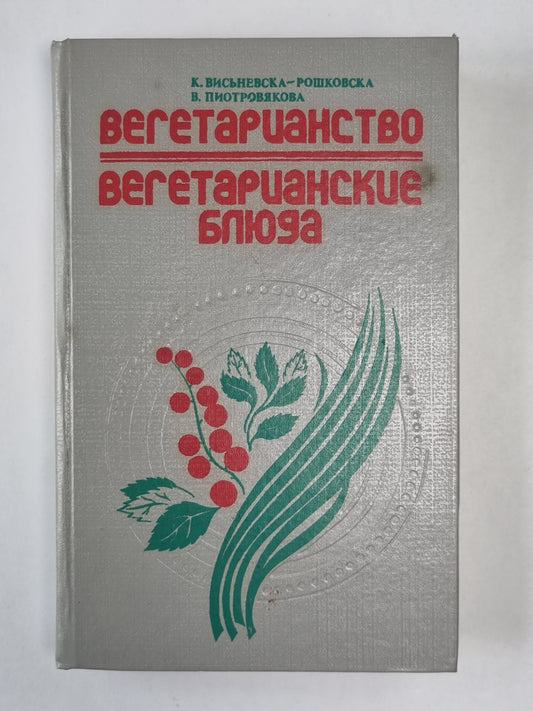 К. ВИСЬНЕВСКА-РОШКОВСКА
В. ПИОТРОВЯКОВА
ВЕГЕТАРИАНСТВО
ВЕГЕТАРИАНСКИЕ
БЛЮДА